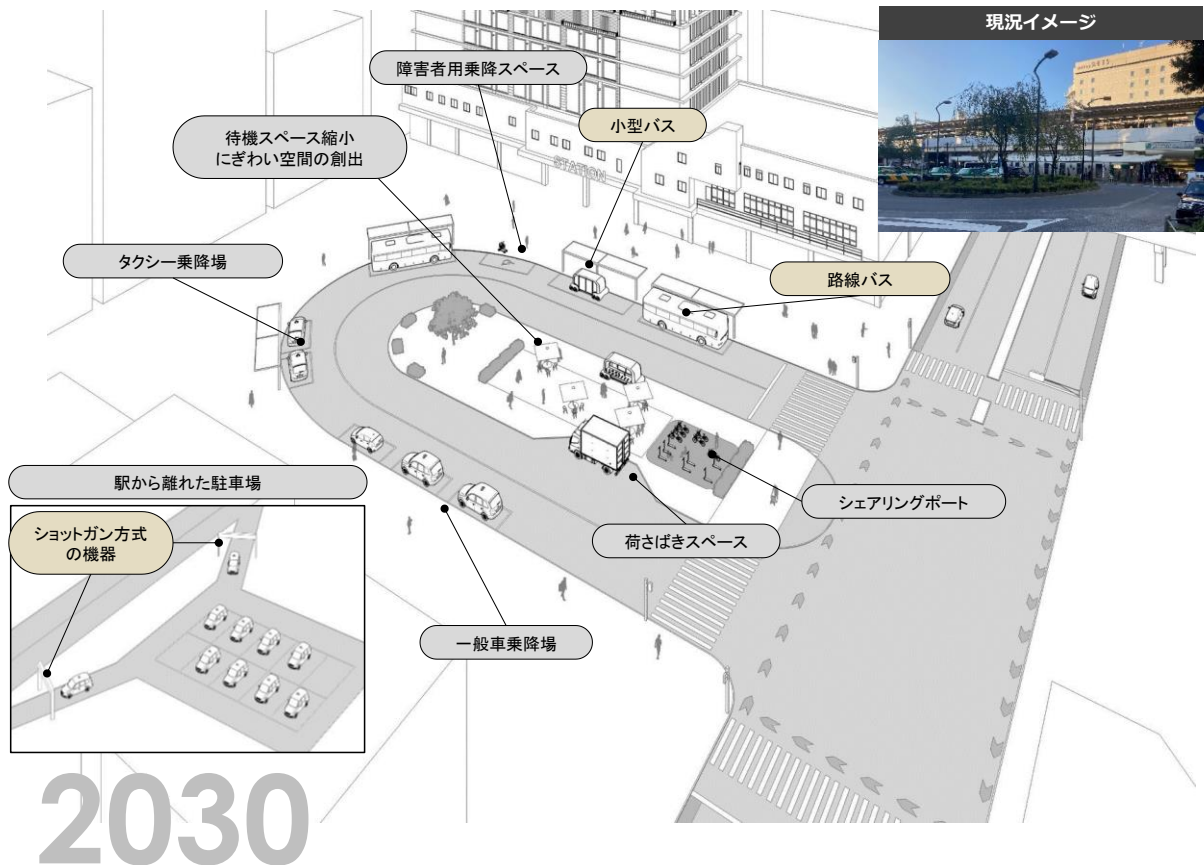 現況イメージ
障害者用乗降スペース
小型バス
待機スペース縮小
にぎわい空間の創出
STATION
タクシー乗降場
路線バス
駅から離れた駐車場
ショットガン方式
の機器
シェアリングポート
荷さばきスペース
一般車乗降場
2030